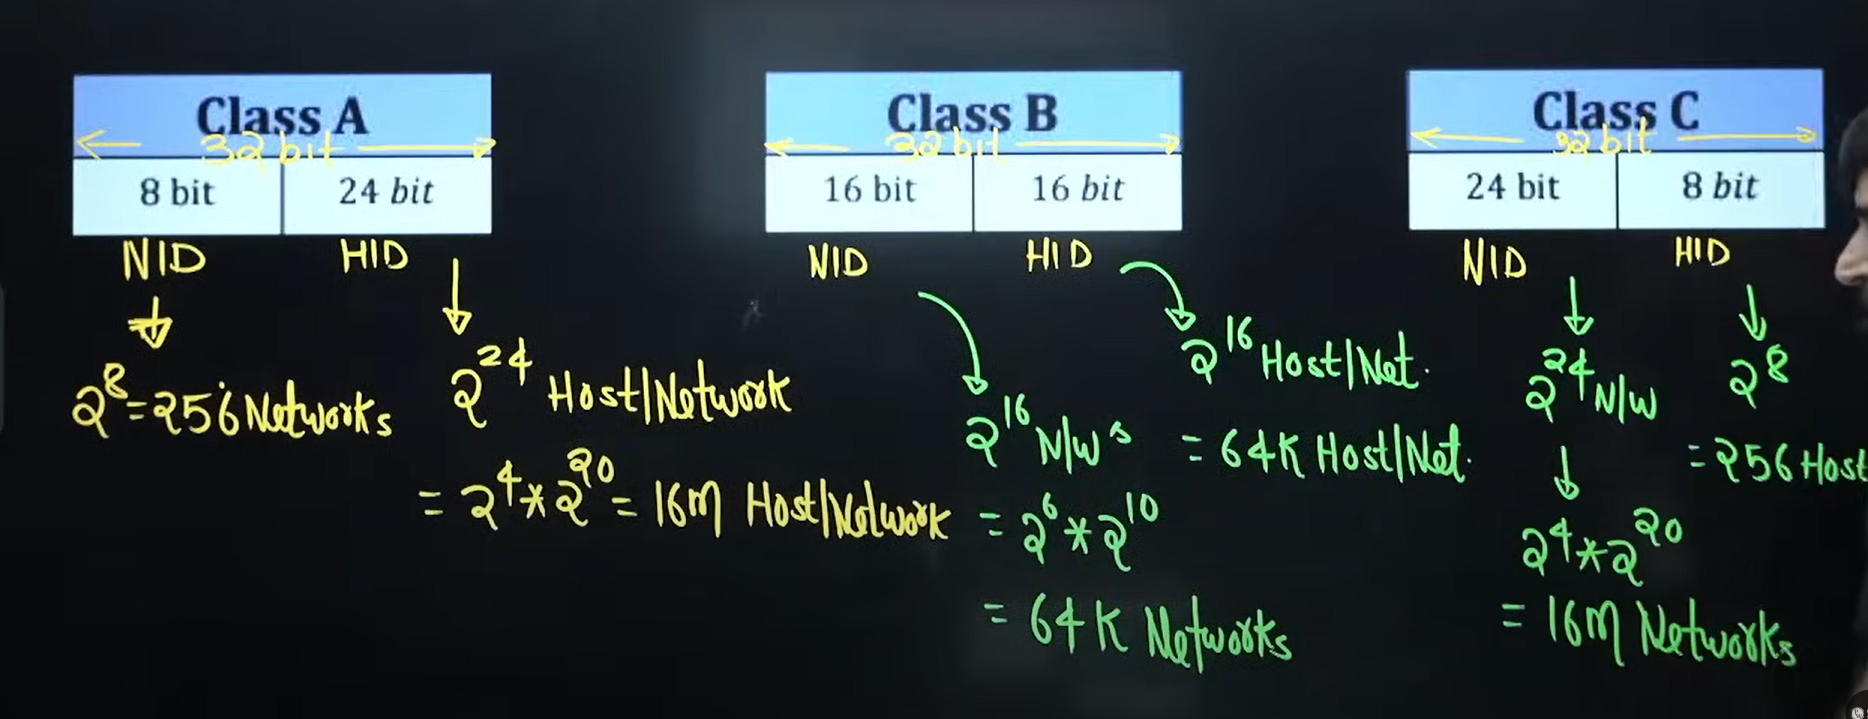 Class A
32 bit
8 bit 24 bit
NID HID
2^8 = 256 Networks
2^24 Host/Network
= 2^4 * 2^20 = 16M Host/Network
Class B
32 bit
16 bit 16 bit
NID HID
2^16 Host/Net.
= 64K Host/Net.
2^16 N/Ws
= 2^6 * 2^10
= 64K Networks
Class C
32 bit
24 bit 8 bit
NID HID
2^24 N/W
2^4 * 2^20
= 16M Networks
2^8
= 256 Host